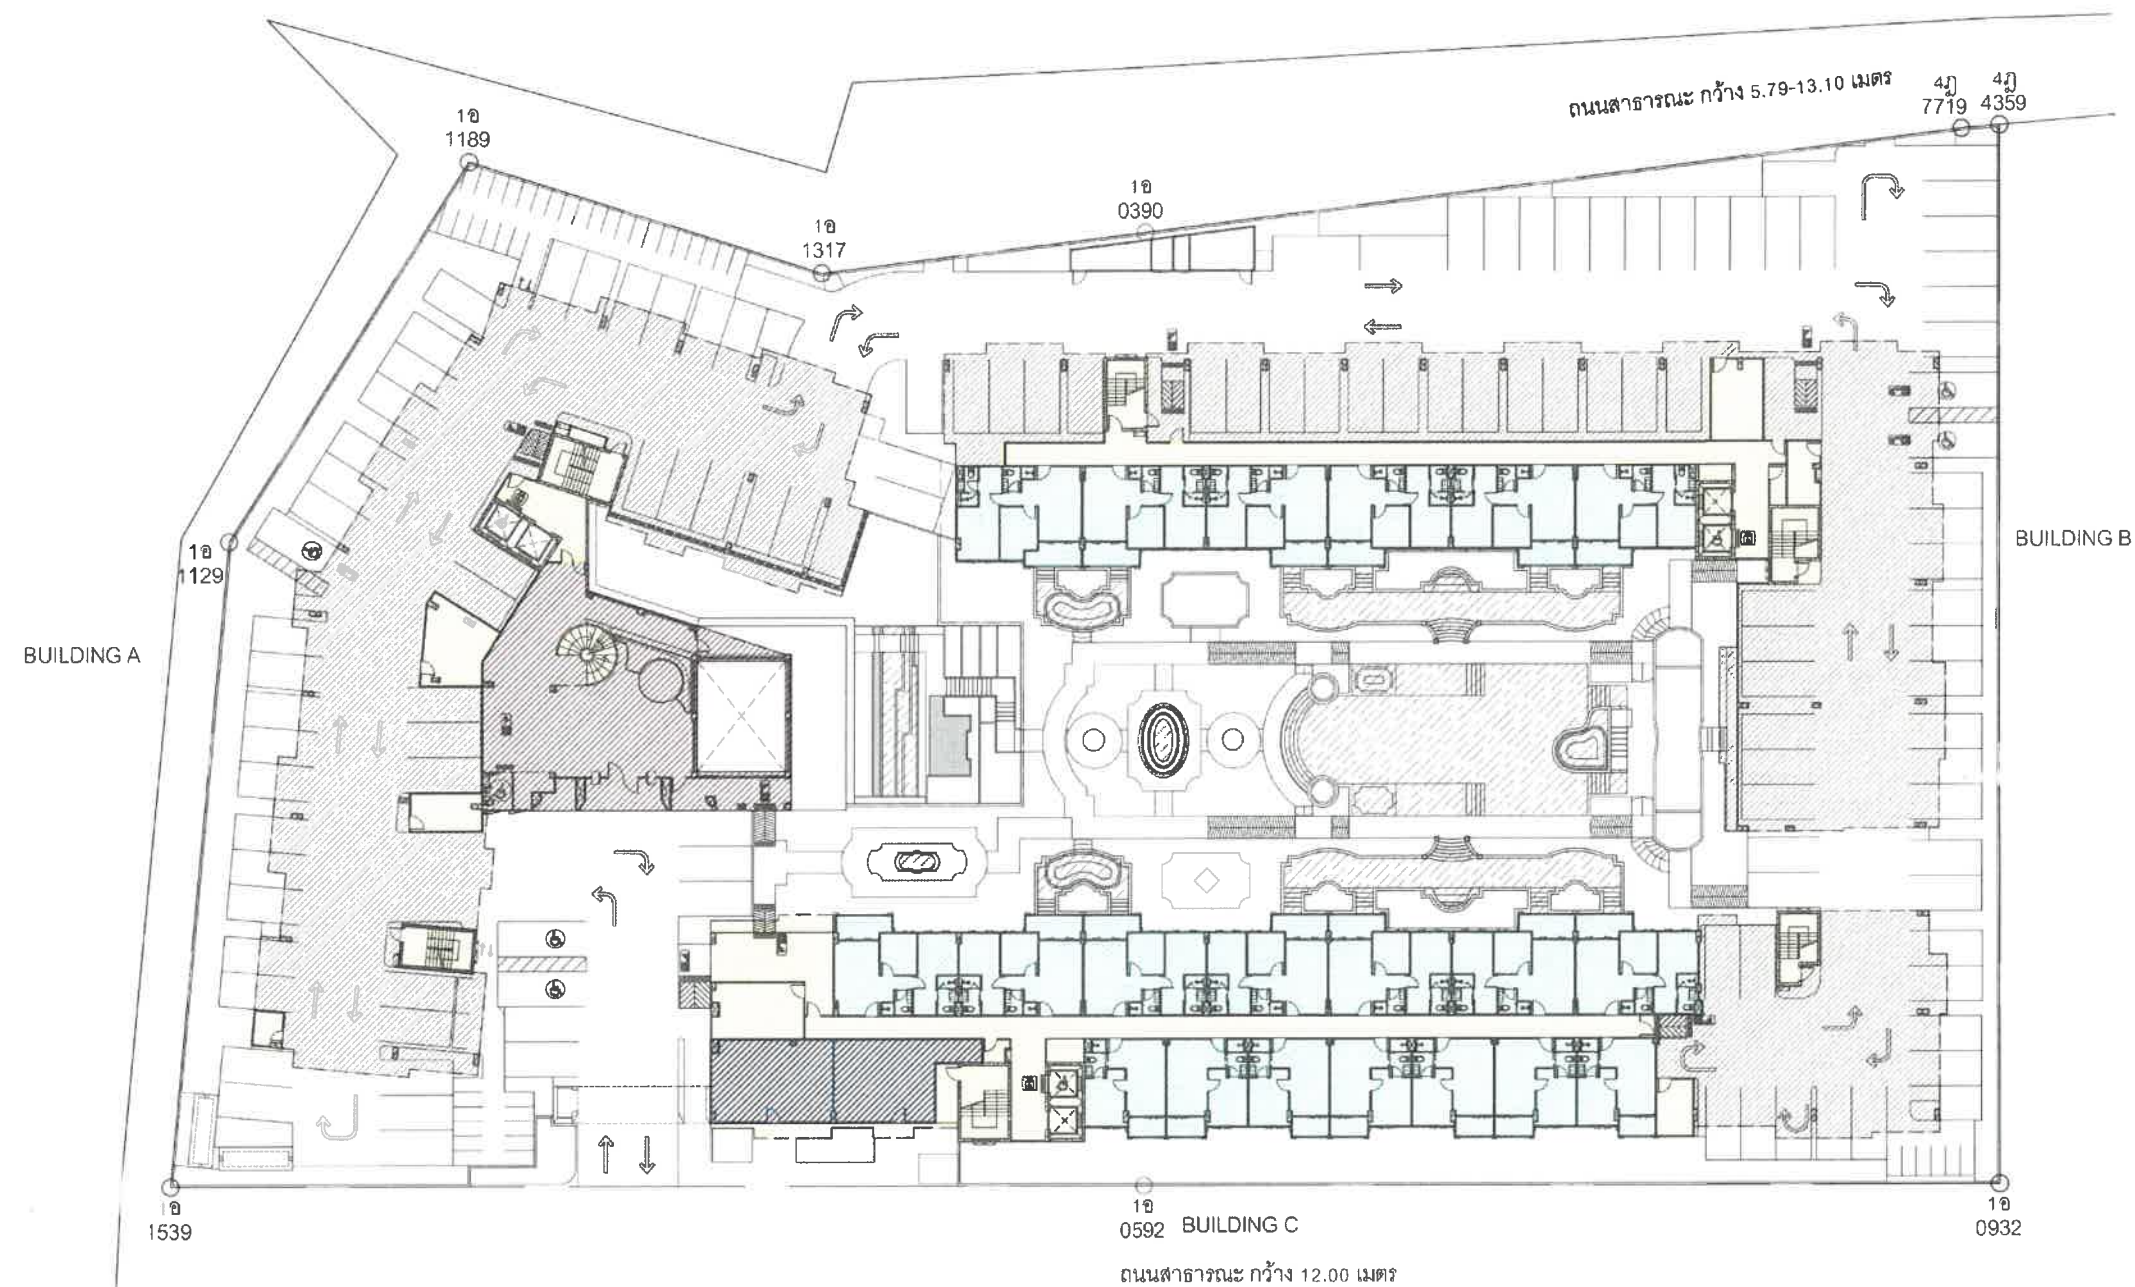 ถนนสาธารณะ กว้าง 5.79-13.10 เมตร
4ฎ
7719
4ฎ
4359
1อ
1189
1อ
0390
1อ
1317
1อ
1129
BUILDING B
BUILDING A
1อ
1539
1อ
0592
BUILDING C
1อ
0932
ถนนสาธารณะ กว้าง 12.00 เมตร